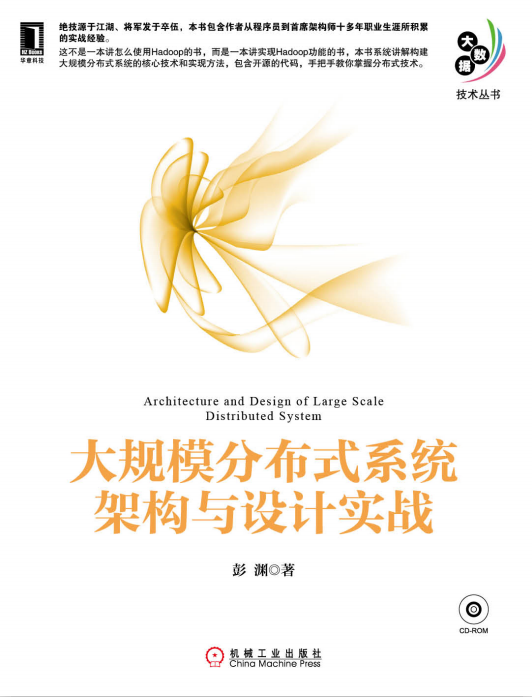 华章科技
绝技源于江湖、将军发于卒伍，本书包含作者从程序员到首席架构师十多年职业生涯所积累
的实战经验。
这不是一本讲怎么使用Hadoop的书，而是一本讲实现Hadoop功能的书，本书系统讲解构建
大规模分布式系统的核心技术和实现方法，包含开源的代码，手把手教你掌握分布式技术。
大数据
技术丛书
Architecture and Design of Large Scale
Distributed System
大规模分布式系统
架构与设计实战
彭 渊◎著
CD-ROM
机械工业出版社
China Machine Press